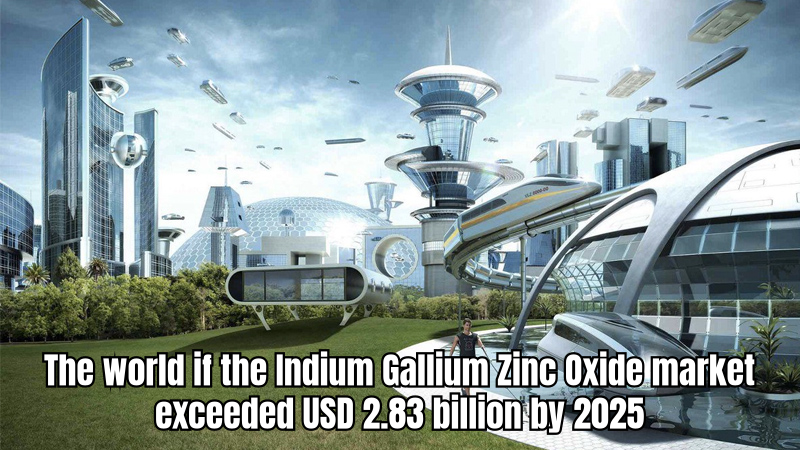 The world if the Indium Gallium Zinc Oxide market
exceeded USD 2.83 billion by 2025